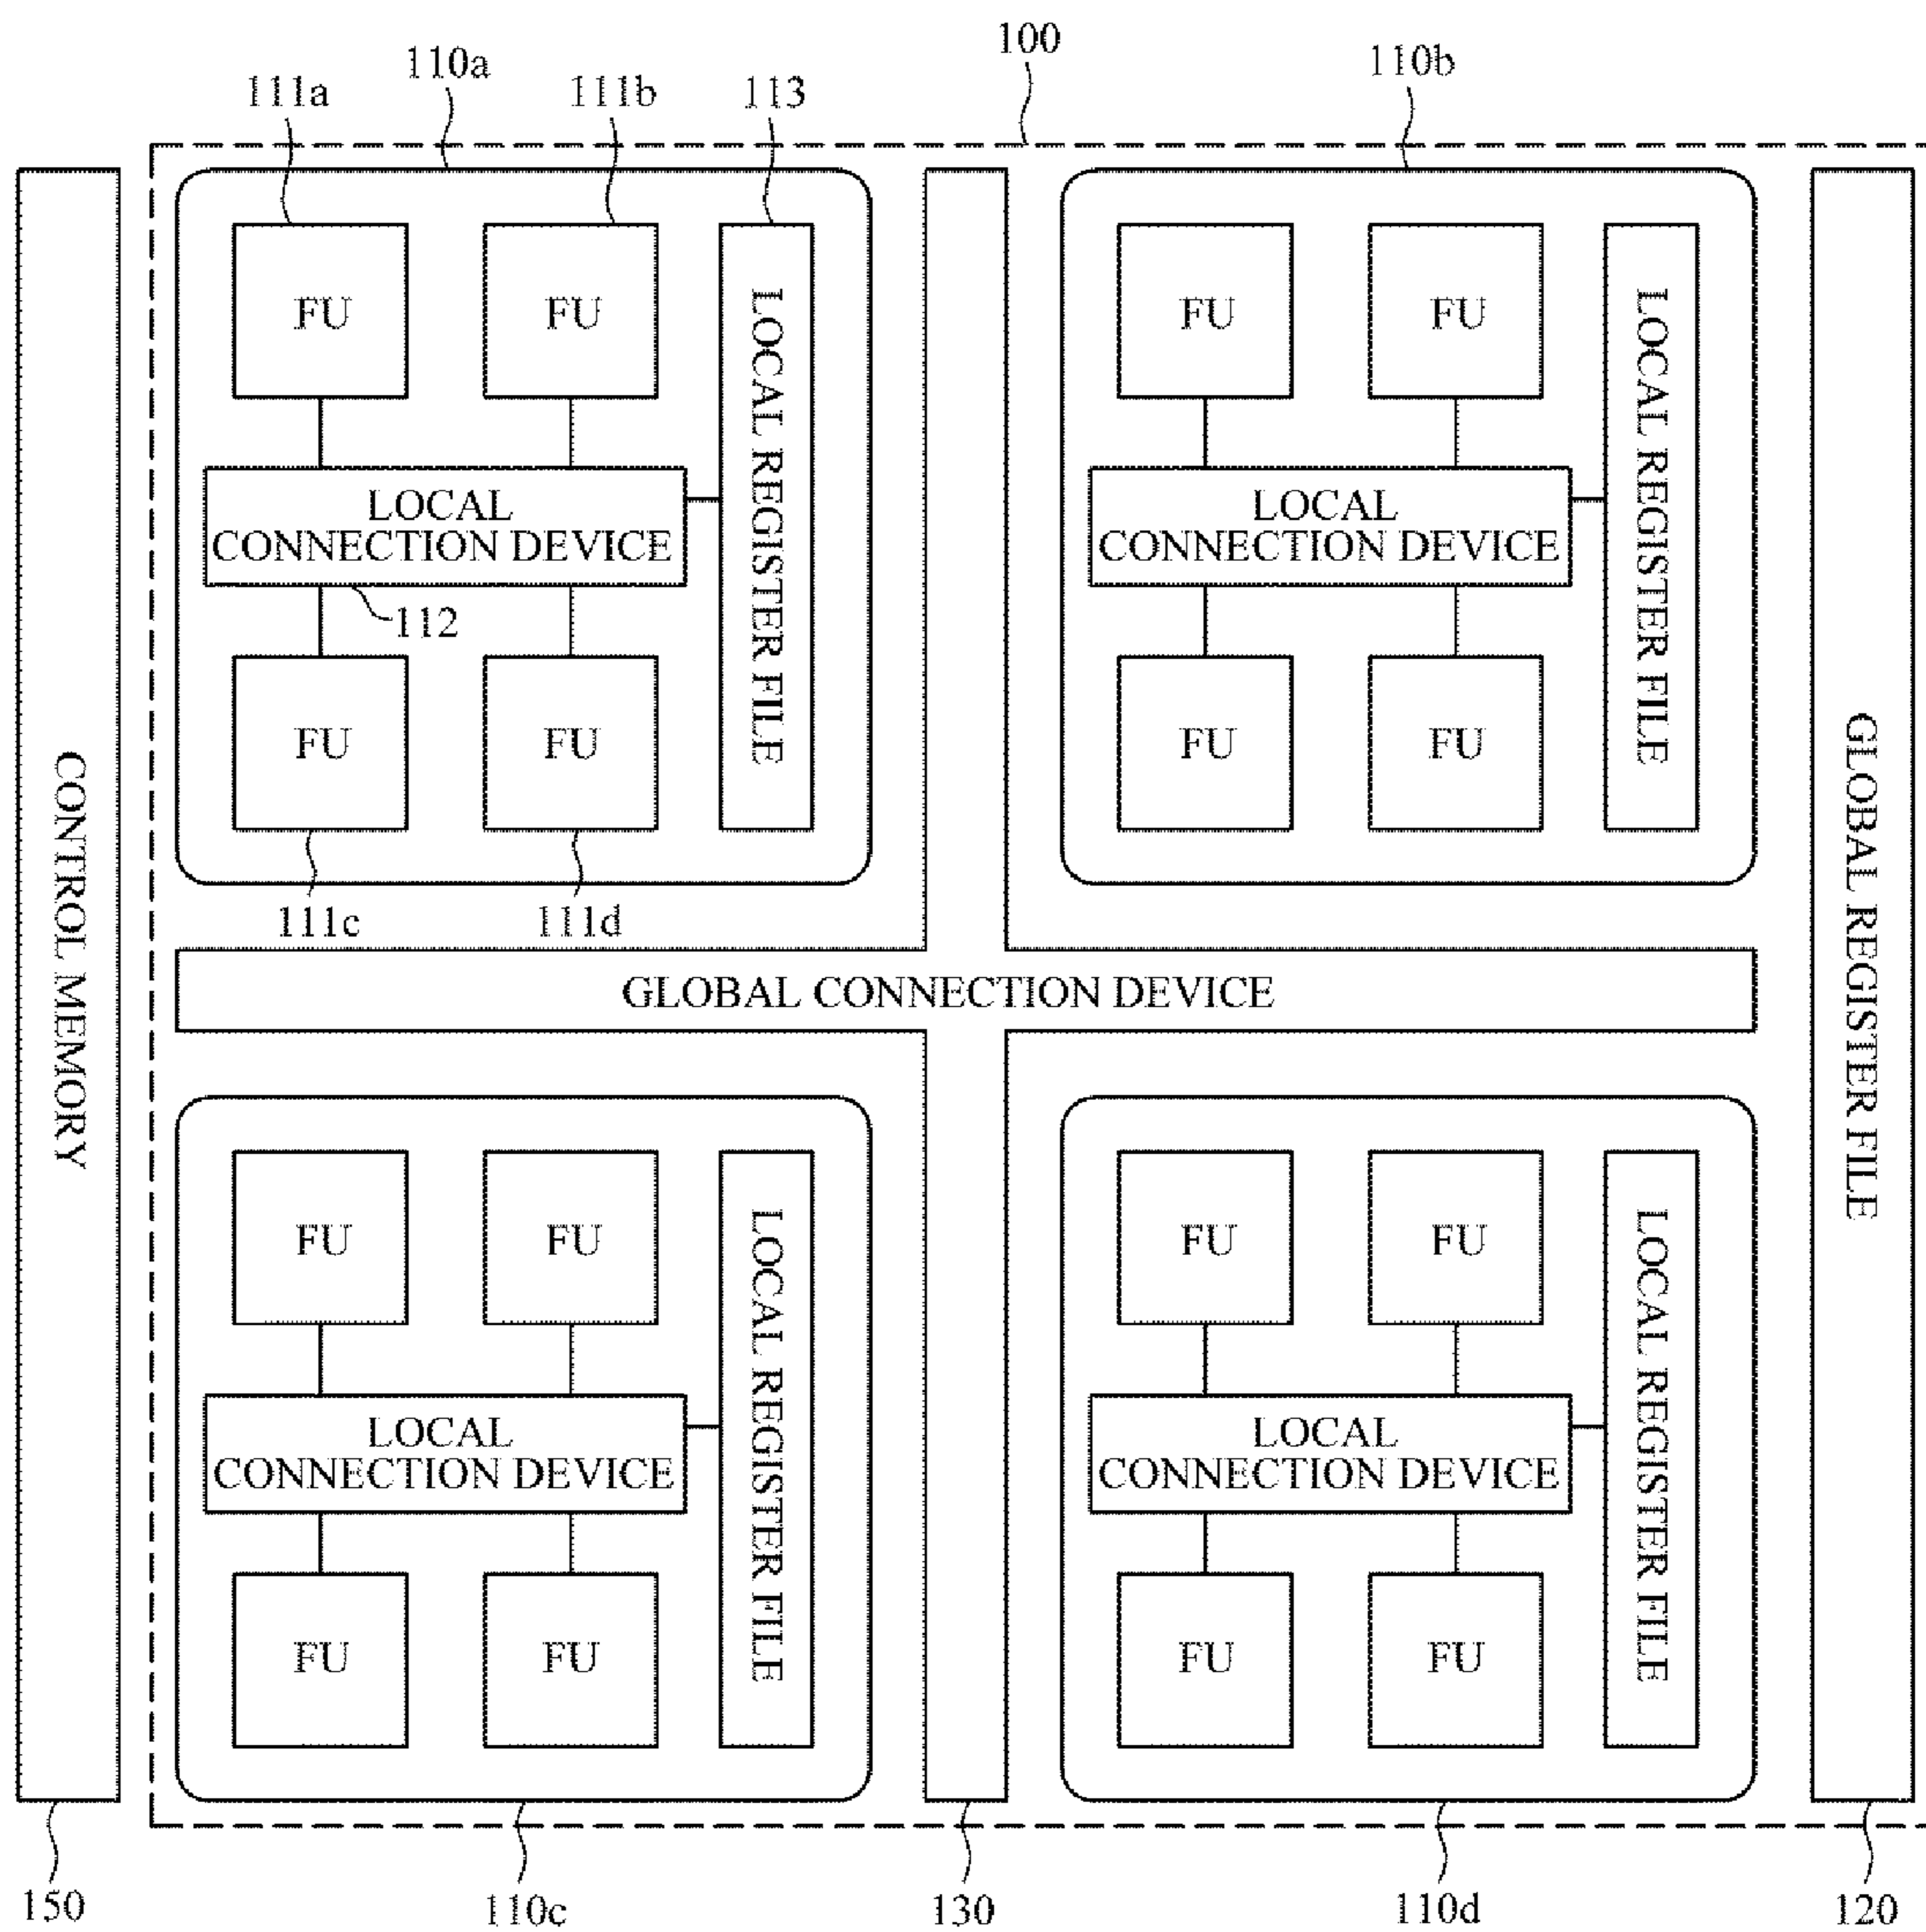 100
110a
110b
111a
111b
113
FU
FU
LOCAL REGISTER FILE
FU
FU
LOCAL REGISTER FILE
LOCAL
CONNECTION DEVICE
112
LOCAL
CONNECTION DEVICE
FU
FU
FU
FU
111c
111d
CONTROL MEMORY
GLOBAL CONNECTION DEVICE
GLOBAL REGISTER FILE
FU
FU
LOCAL REGISTER FILE
FU
FU
LOCAL REGISTER FILE
LOCAL
CONNECTION DEVICE
LOCAL
CONNECTION DEVICE
FU
FU
FU
FU
150
110c
130
110d
120